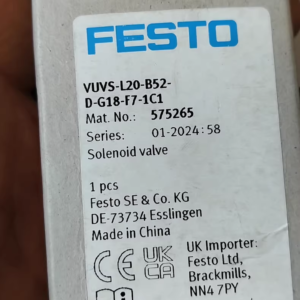 FESTO
VUVS-L20-B52-
D-G18-F7-1C1
Mat. No.: 575265
Series: 01-2024:58
Solenoid valve
1 pcs
Festo SE & Co. KG
DE-73734 Esslingen
Made in China
CE
UK
CA
UK Importer:
Festo Ltd,
Brackmills,
NN4 7PY